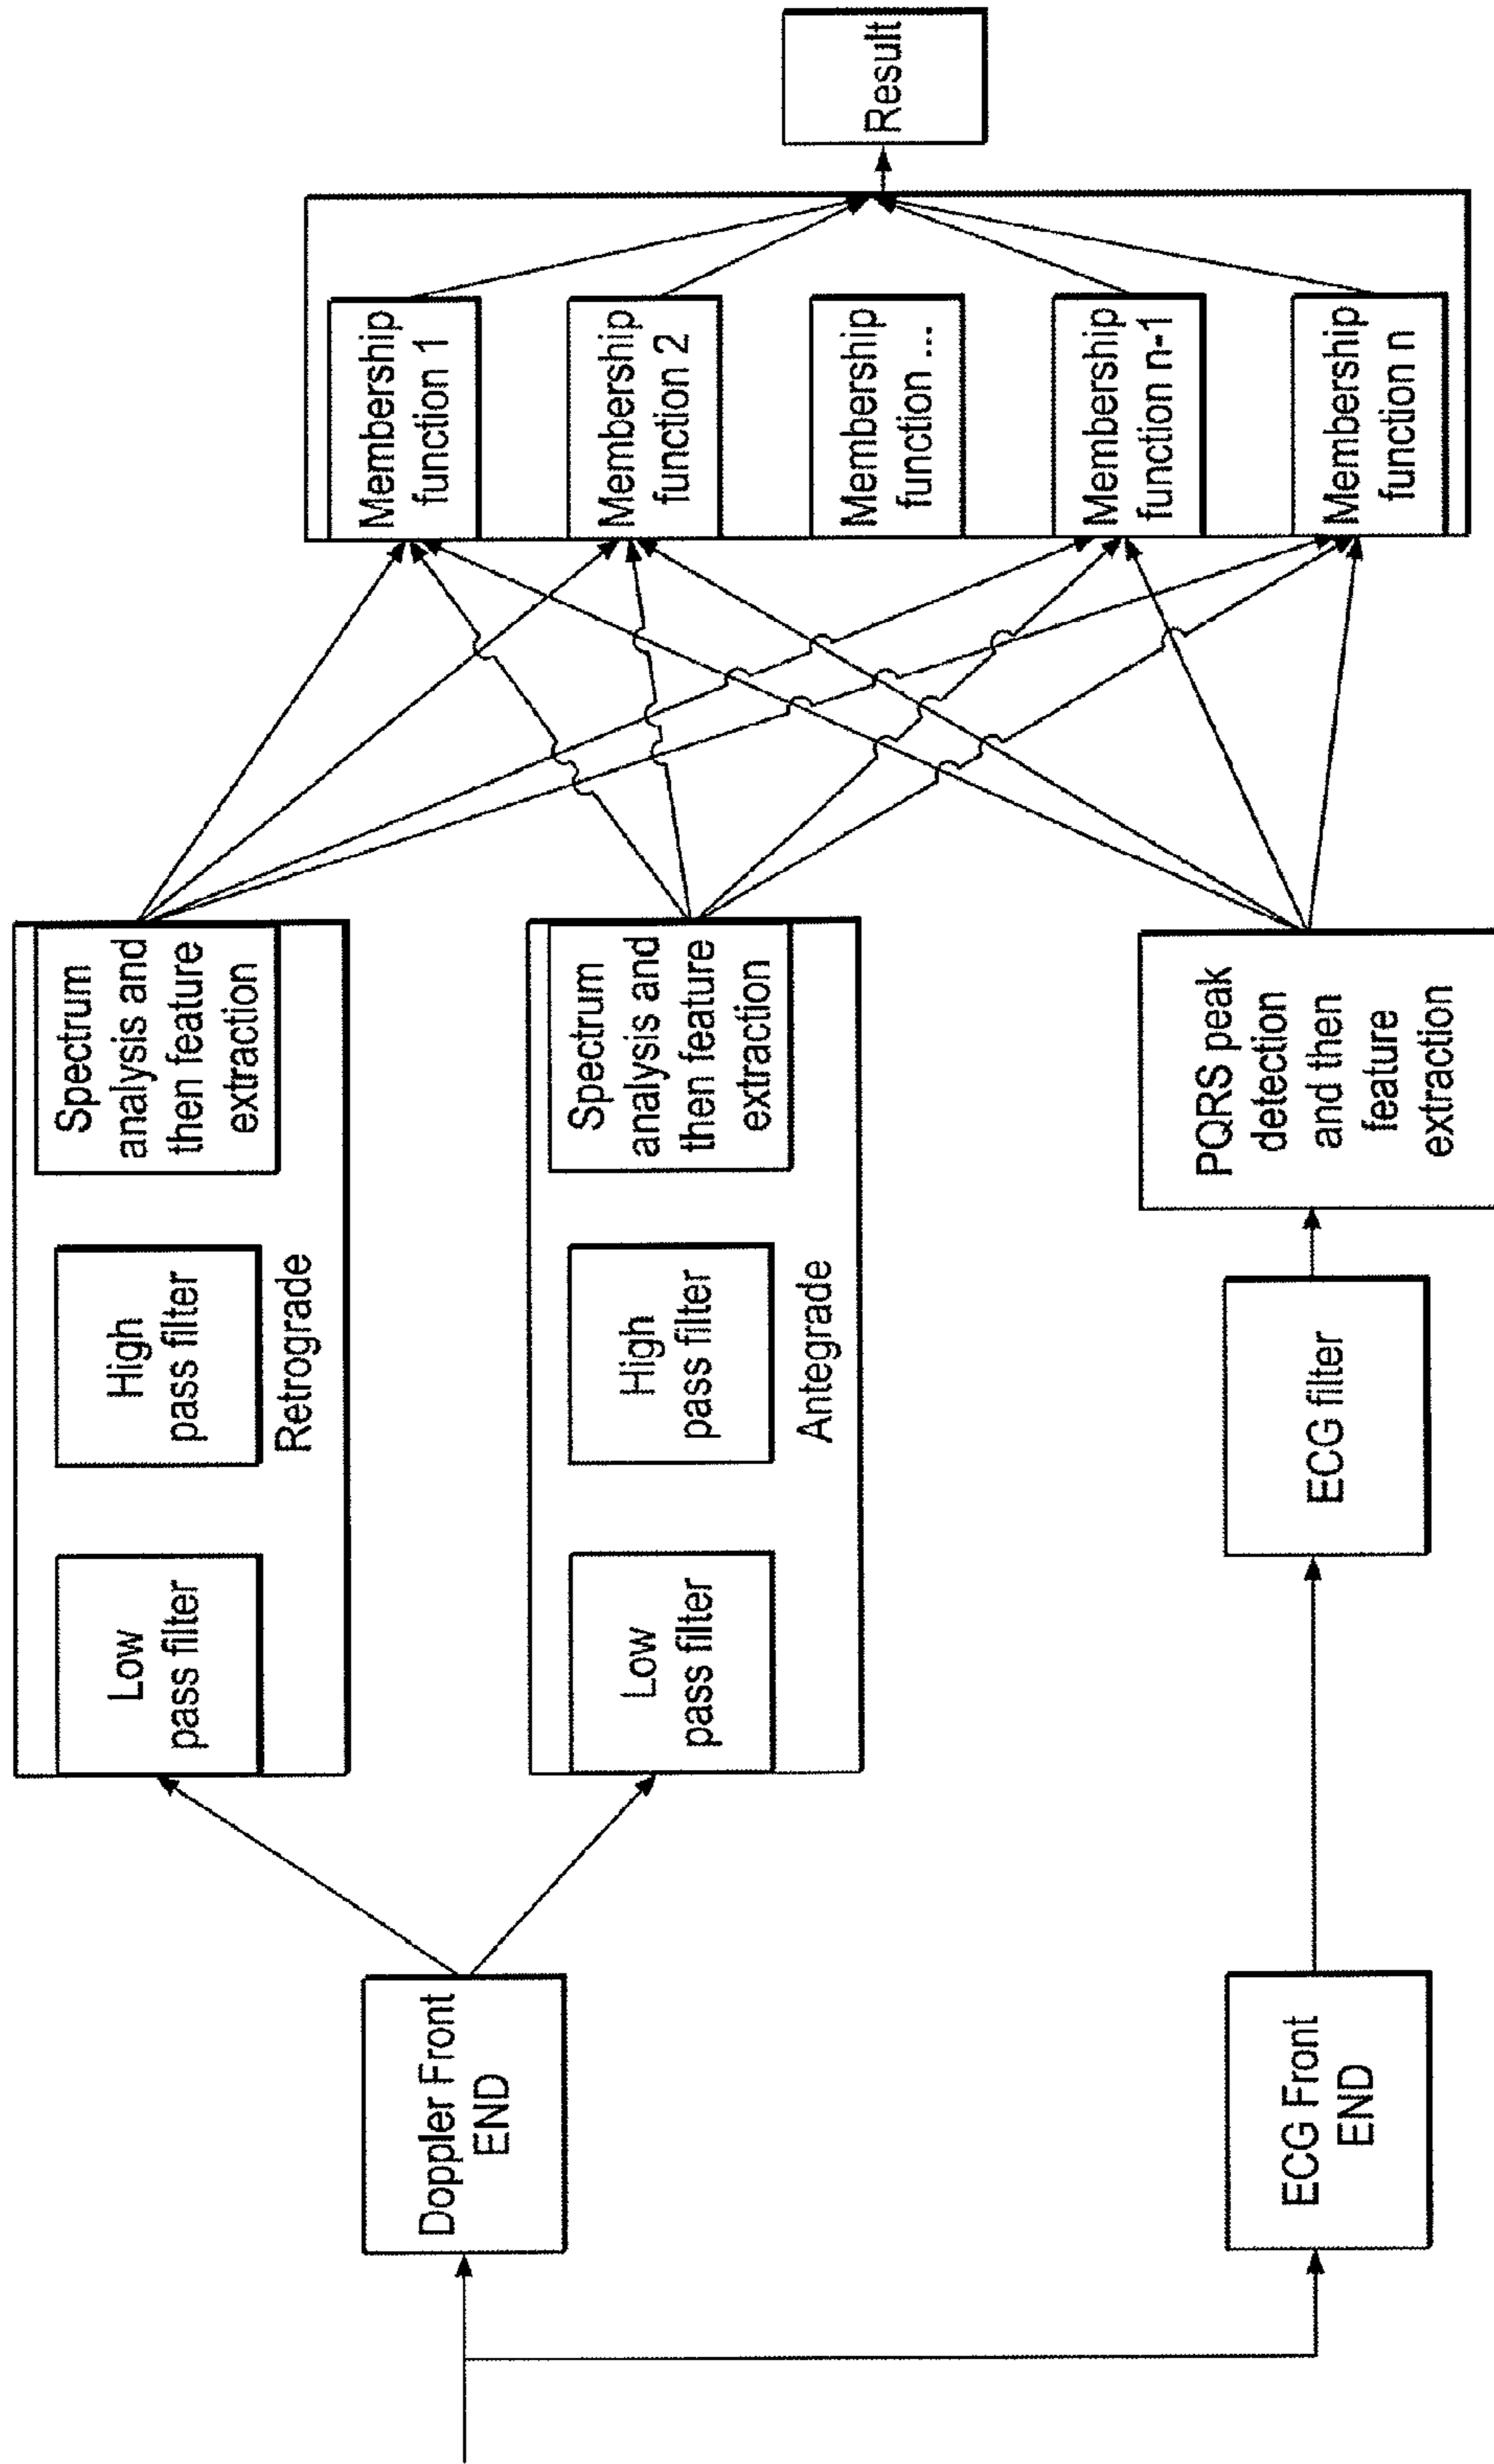 Doppler Front
END
ECG Front
END
Low
pass filter
High
pass filter
Spectrum
analysis and
then feature
extraction
Retrograde
Low
pass filter
High
pass filter
Spectrum
analysis and
then feature
extraction
Antegrade
ECG filter
PQRS peak
detection
and then
feature
extraction
Membership
function 1
Membership
function 2
Membership
function ...
Membership
function n-1
Membership
function n
Result